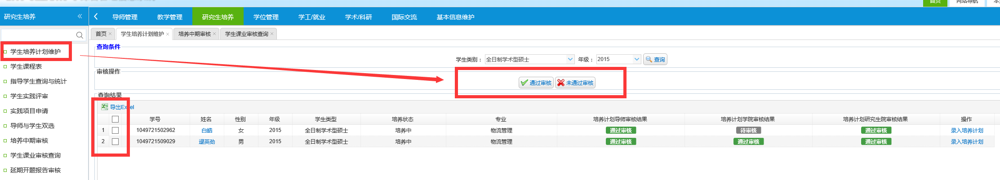 首页 网站导航
研究生培养 « 导师管理 教学管理 研究生培养 学位管理 学工/就业 学术/科研 国际交流 基本信息维护
首页 × 学生培养计划维护 × 培养中期审核 × 学生课业审核查询 ×
查询条件
学生培养计划维护
学生类别： 全日制学术型硕士 年级： 2015 查询
学生课程表
审核操作
指导学生查询与统计
通过审核 未通过审核
学生实践评审
查询结果
实践项目申请
导出Excel
学号 姓名 性别 年级 学生类型 培养状态 专业 培养计划导师审核结果 培养计划学院审核结果 培养计划研究生院审核结果 操作
导师与学生双选
1 1049721502962 白皓 女 2015 全日制学术型硕士 培养中 物流管理 通过审核 待审核 通过审核 录入培养计划
培养中期审核
2 1049721509029 逯英劲 男 2015 全日制学术型硕士 培养中 物流管理 通过审核 通过审核 通过审核 录入培养计划
学生课业审核查询
延期开题报告审核